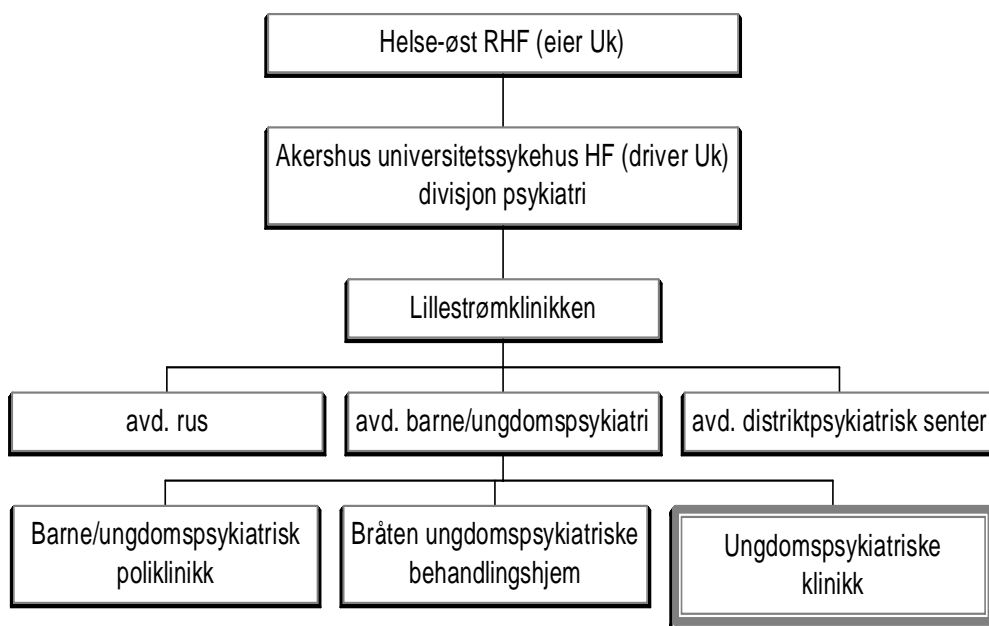 Helse-øst RHF (eier Uk)
Akershus universitetssykehus HF (driver Uk)
divisjon psykiatri
Lillestrømklinikken
avd. rus
avd. barne/ungdomspsykiatri
avd. distriktpsykiatrisk senter
Barne/ungdomspsykiatrisk
poliklinikk
Bråten ungdomspsykiatriske
behandlingshjem
Ungdomspsykiatriske
klinikk